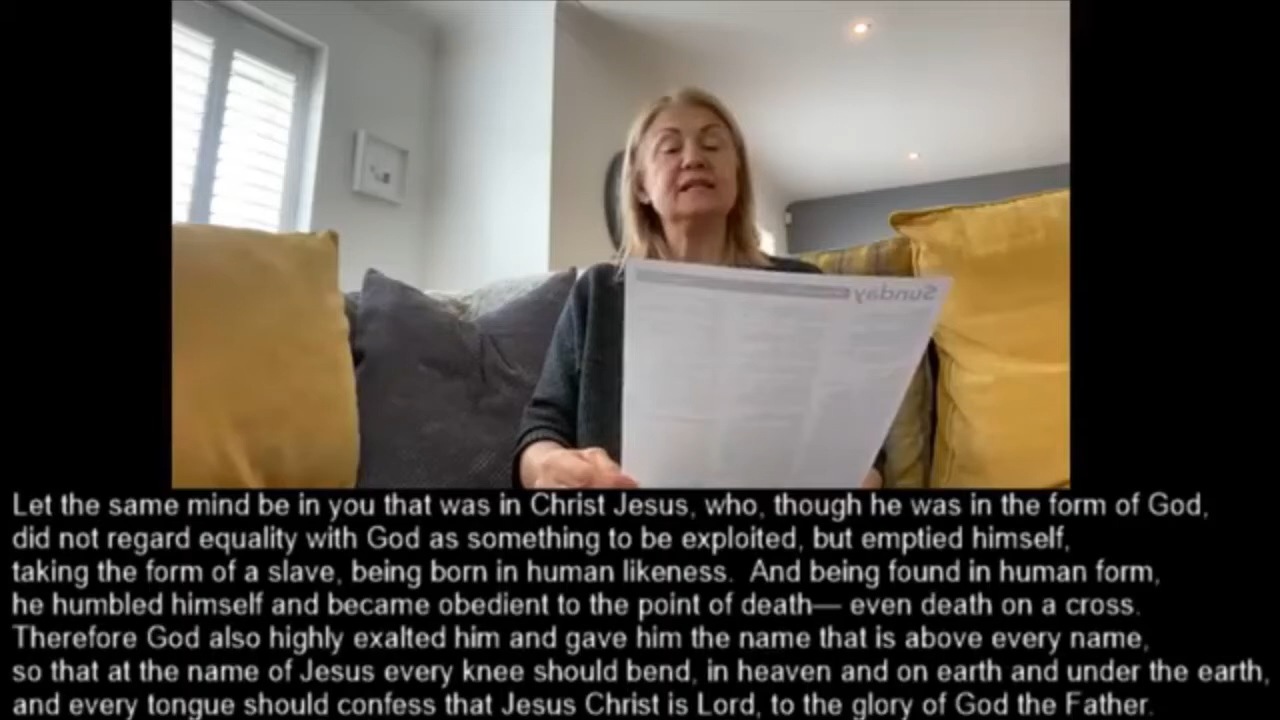 Sunday
Let the same mind be in you that was in Christ Jesus, who, though he was in the form of God,
did not regard equality with God as something to be exploited, but emptied himself,
taking the form of a slave, being born in human likeness.  And being found in human form,
he humbled himself and became obedient to the point of death— even death on a cross.
Therefore God also highly exalted him and gave him the name that is above every name,
so that at the name of Jesus every knee should bend, in heaven and on earth and under the earth,
and every tongue should confess that Jesus Christ is Lord, to the glory of God the Father.